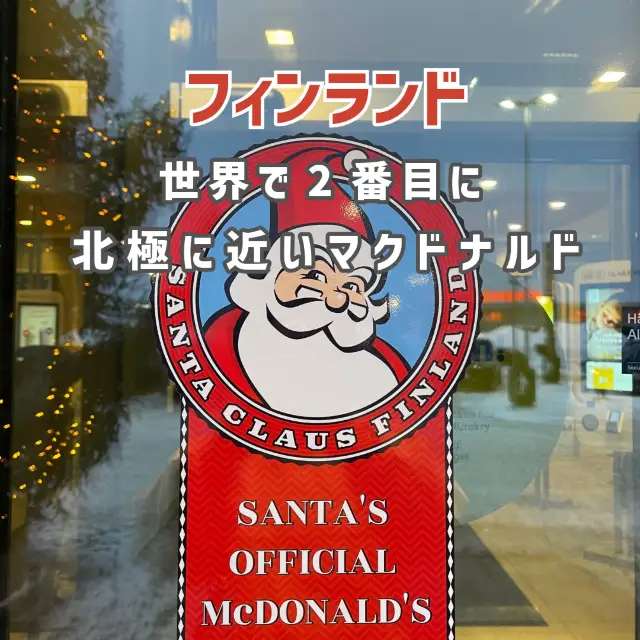 フィンランド
世界で２番目に
北極に近いマクドナルド
SANTA CLAUS FINLAND
SANTA'S
OFFICIAL
McDONALD'S